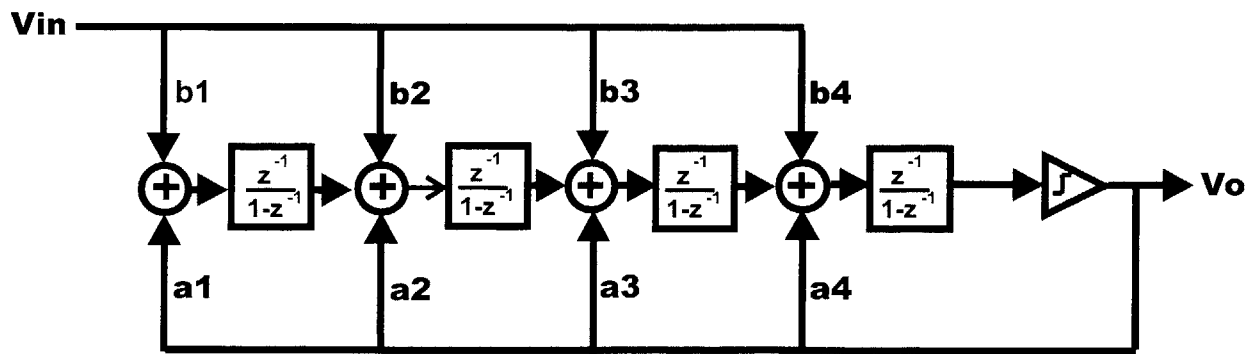 Vin
b1 b2 b3 b4
+ z⁻¹ + z⁻¹ + z⁻¹ + z⁻¹
1-z⁻¹ 1-z⁻¹ 1-z⁻¹ 1-z⁻¹
Vo
a1 a2 a3 a4